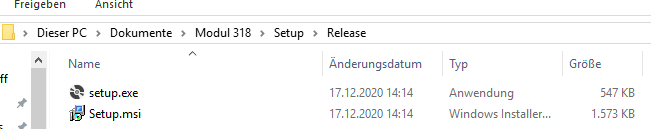 Freigeben Ansicht
Dieser PC > Dokumente > Modul 318 > Setup > Release
Name Änderungsdatum Typ Größe
setup.exe 17.12.2020 14:14 Anwendung 547 KB
Setup.msi 17.12.2020 14:14 Windows Installer... 1.573 KB
ff